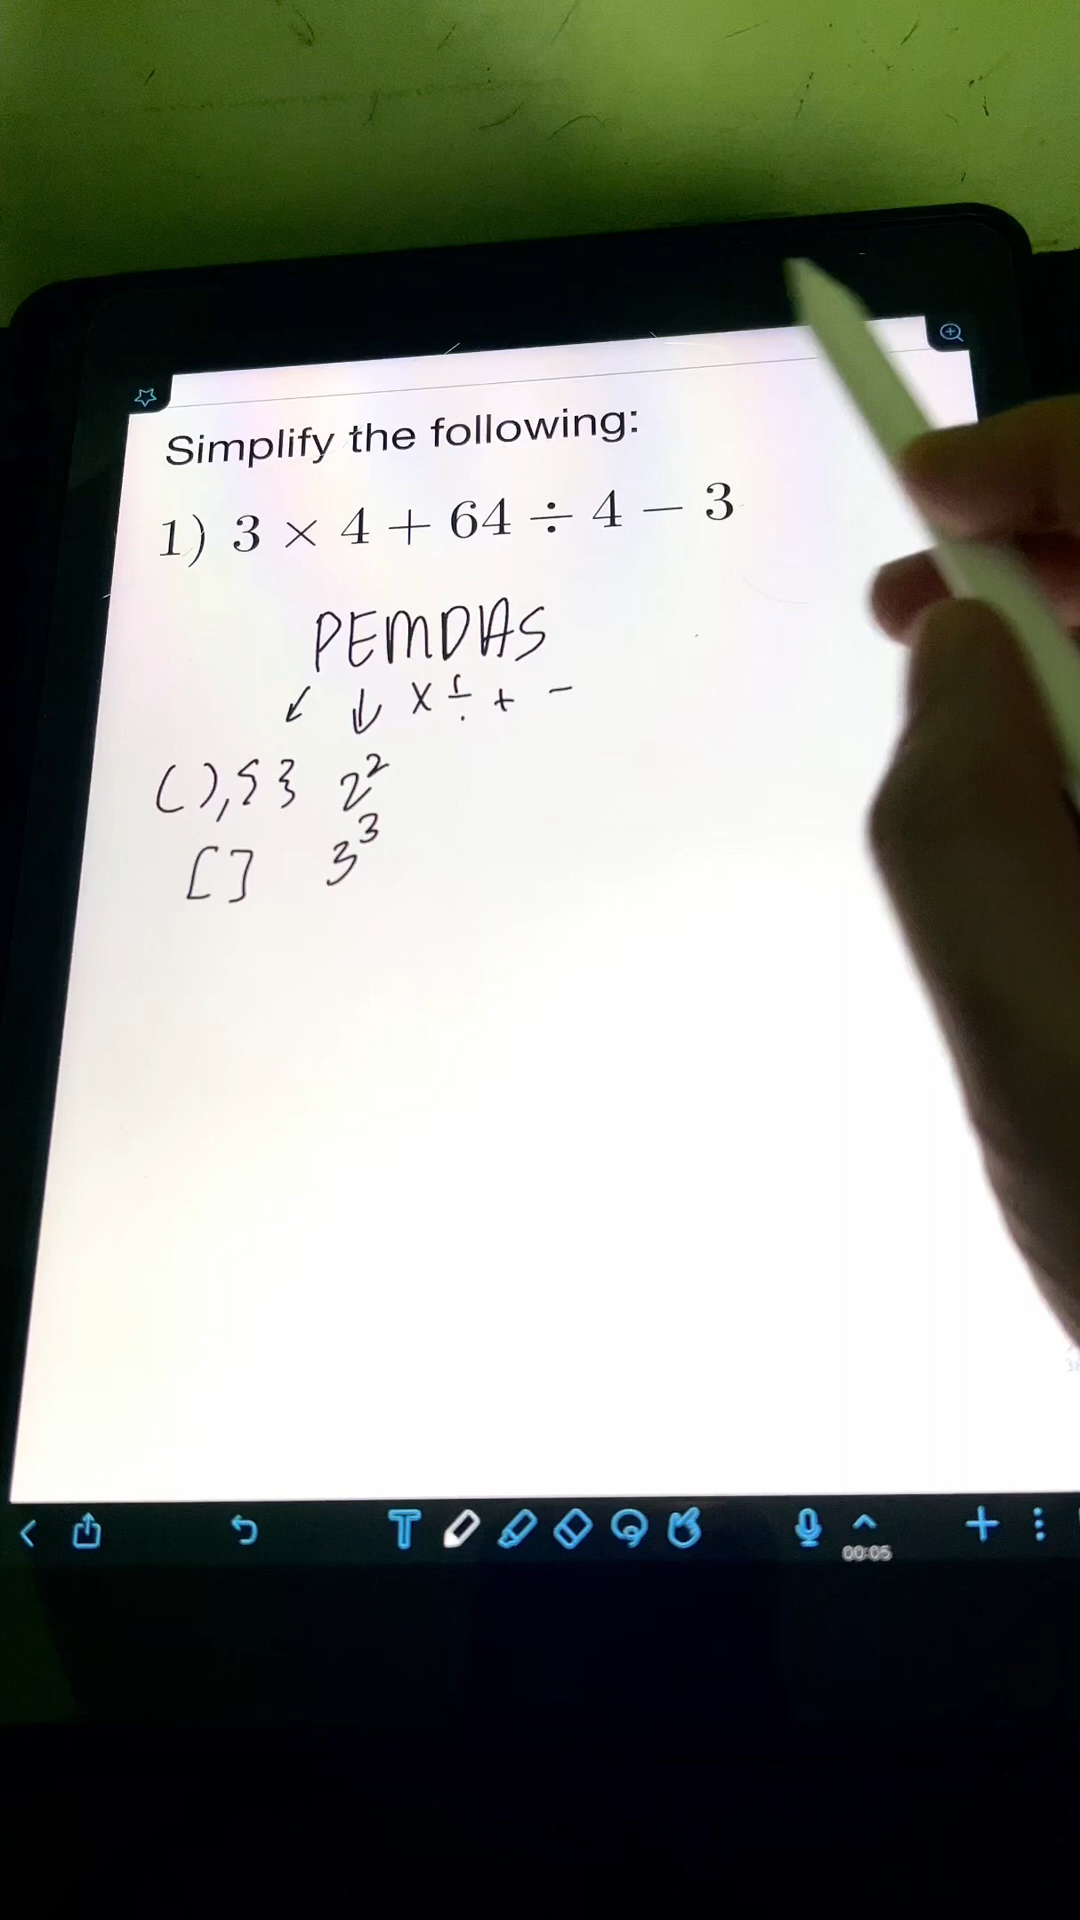 Simplify the following:
1) 3 × 4 + 64 ÷ 4 − 3
PEMDAS
↙ ↓ × ÷ + −
( ), { } 2²
[ ] 3³
T
00:05